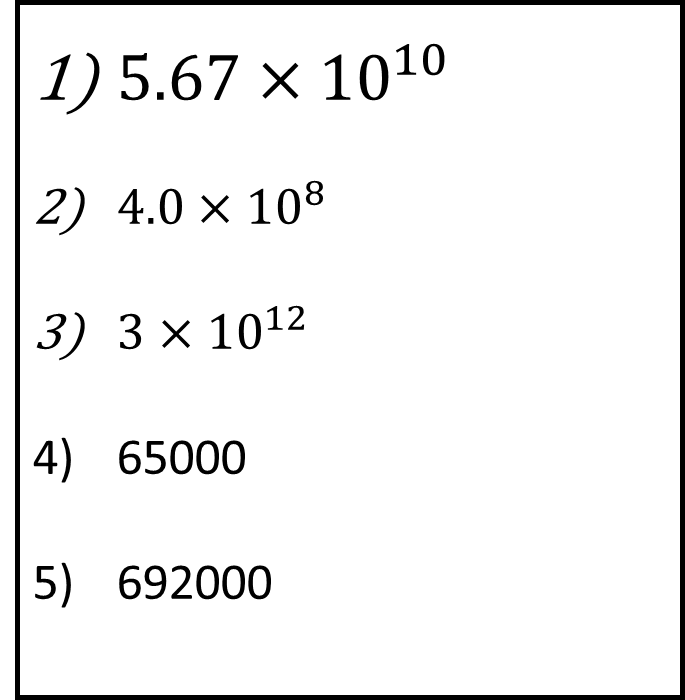 1) 5.67 × 10¹⁰
2) 4.0 × 10⁸
3) 3 × 10¹²
4) 65000
5) 692000